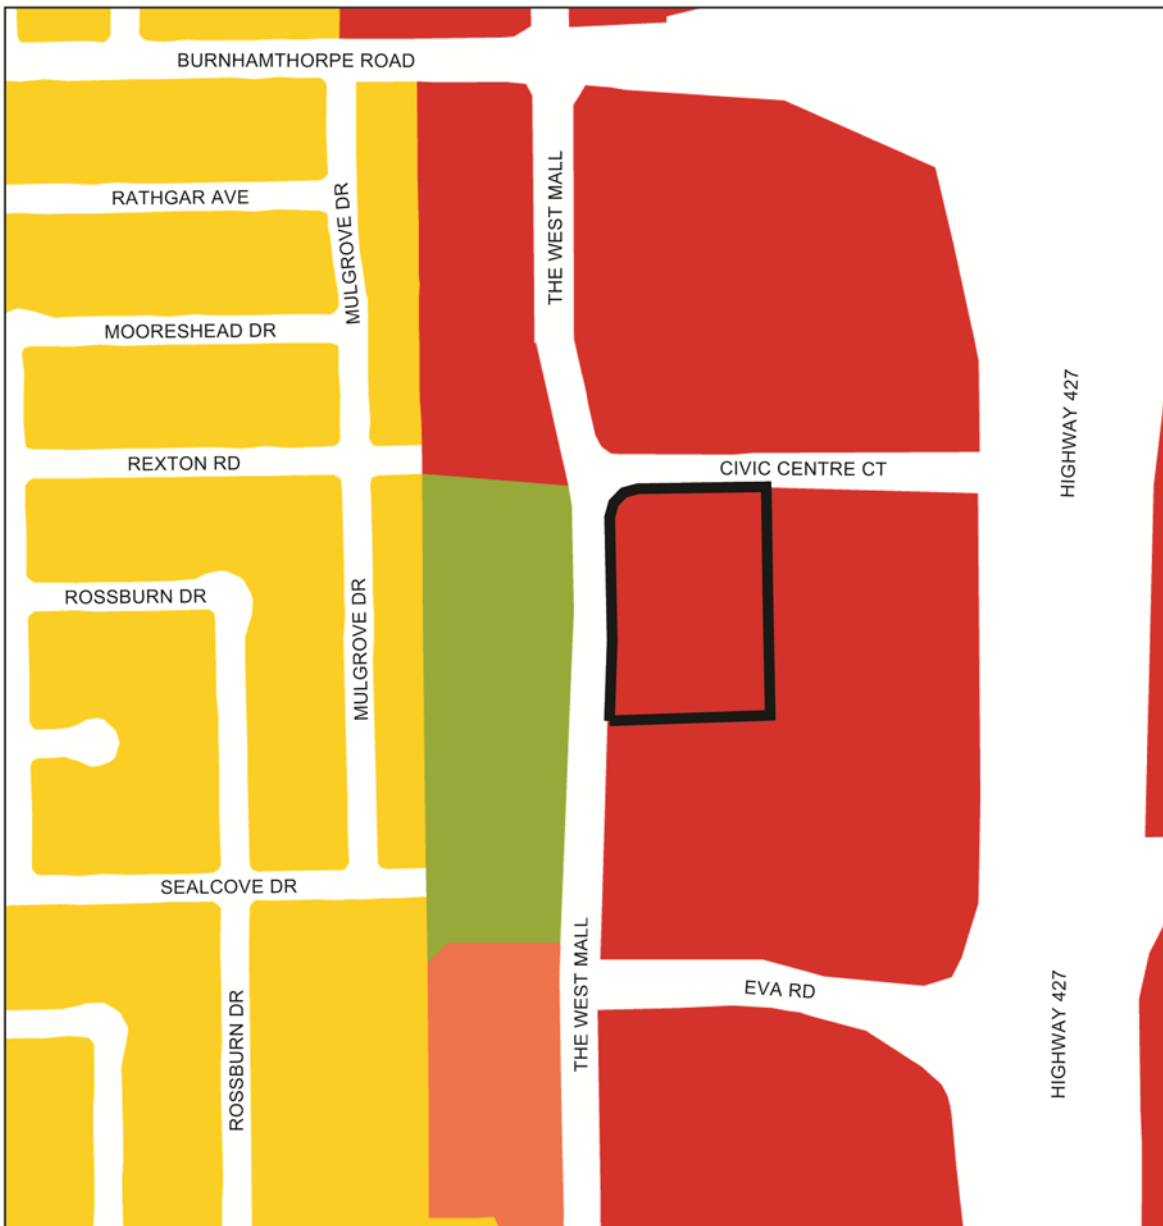 BURNHAMTHORPE ROAD
RATHGAR AVE
MULGROVE DR
THE WEST MALL
MOORESHEAD DR
HIGHWAY 427
REXTON RD
CIVIC CENTRE CT
ROSSBURN DR
MULGROVE DR
SEALCOVE DR
THE WEST MALL
EVA RD
ROSSBURN DR
HIGHWAY 427